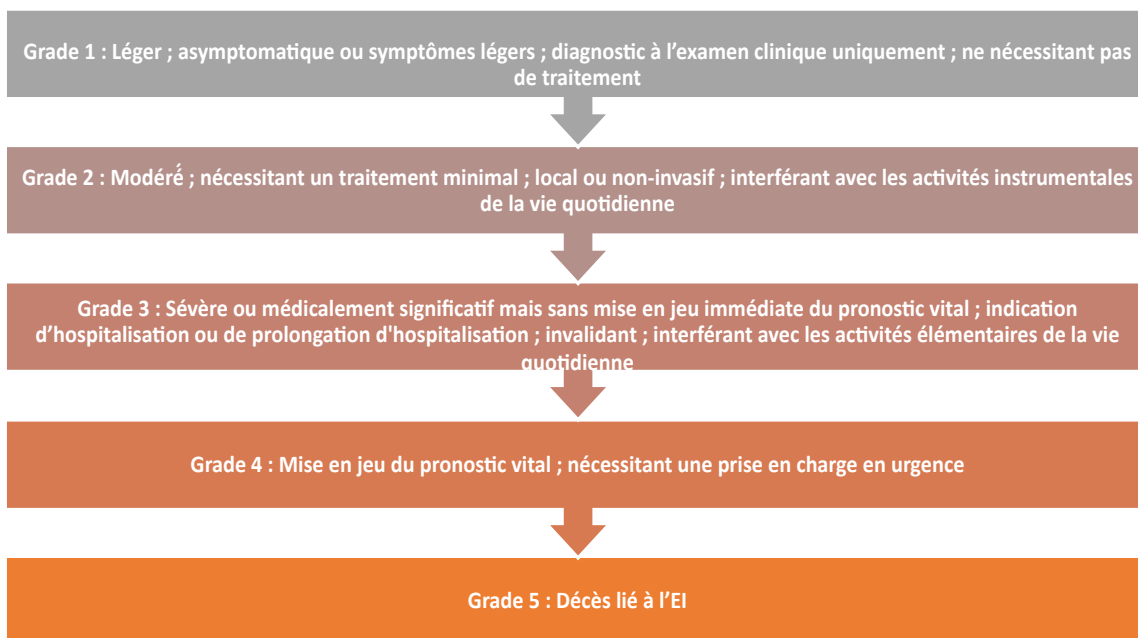 Grade 1 : Léger ; asymptomatique ou symptômes légers ; diagnostic à l’examen clinique uniquement ; ne nécessitant pas
de traitement
Grade 2 : Modéré́ ; nécessitant un traitement minimal ; local ou non-invasif ; interférant avec les activités instrumentales
de la vie quotidienne
Grade 3 : Sévère ou médicalement significatif mais sans mise en jeu immédiate du pronostic vital ; indication
d’hospitalisation ou de prolongation d'hospitalisation ; invalidant ; interférant avec les activités élémentaires de la vie
quotidienne
Grade 4 : Mise en jeu du pronostic vital ; nécessitant une prise en charge en urgence
Grade 5 : Décès lié à l’EI